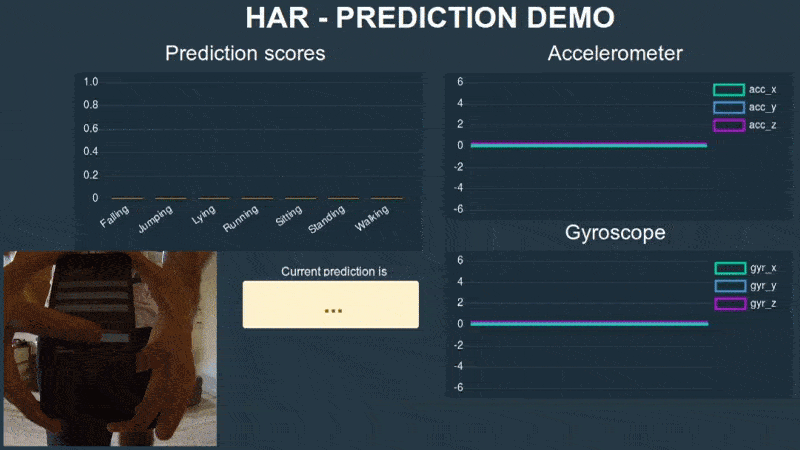 HAR - PREDICTION DEMO
Prediction scores
1.0
0.8
0.6
0.4
0.2
0
Falling
Jumping
Lying
Running
Sitting
Standing
Walking
Accelerometer
6
4
2
0
-2
-4
-6
acc_x
acc_y
acc_z
Gyroscope
6
4
2
0
-2
-4
-6
gyr_x
gyr_y
gyr_z
Current prediction is
...